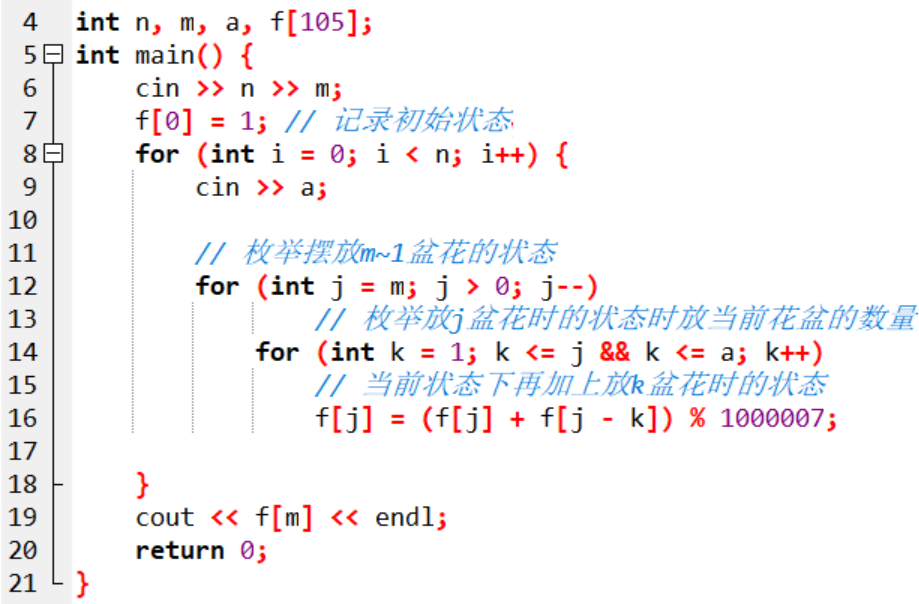 4 int n, m, a, f[105];
5 int main() {
6 cin >> n >> m;
7 f[0] = 1; // 记录初始状态
8 for (int i = 0; i < n; i++) {
9 cin >> a;
10
11 // 枚举摆放m~1盆花的状态
12 for (int j = m; j > 0; j--)
13 // 枚举放j盆花时的状态时放当前花盆的数量
14 for (int k = 1; k <= j && k <= a; k++)
15 // 当前状态下再加上放k盆花时的状态
16 f[j] = (f[j] + f[j - k]) % 1000007;
17
18 }
19 cout << f[m] << endl;
20 return 0;
21 }